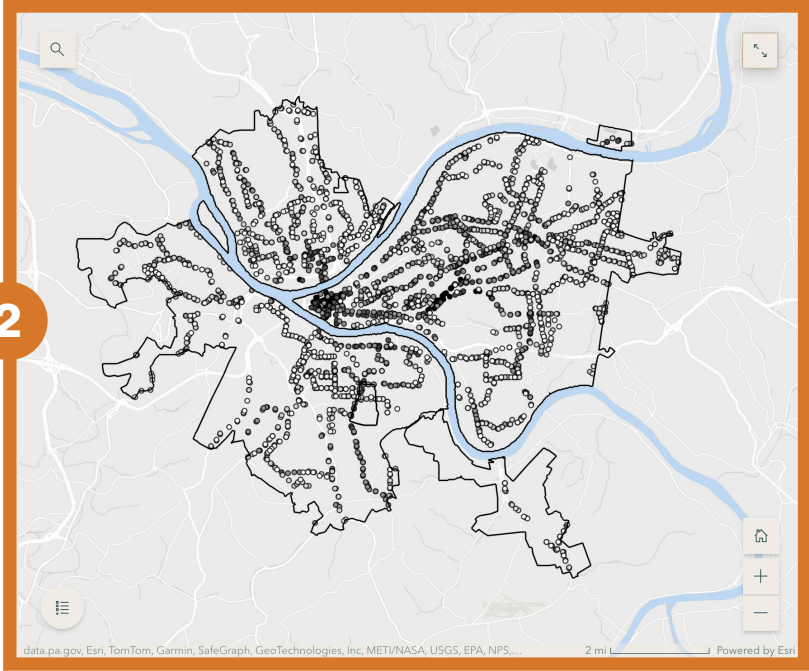 2
data.pa.gov, Esri, TomTom, Garmin, SafeGraph, GeoTechnologies, Inc, METI/NASA, USGS, EPA, NPS,...
2 mi
Powered by Esri